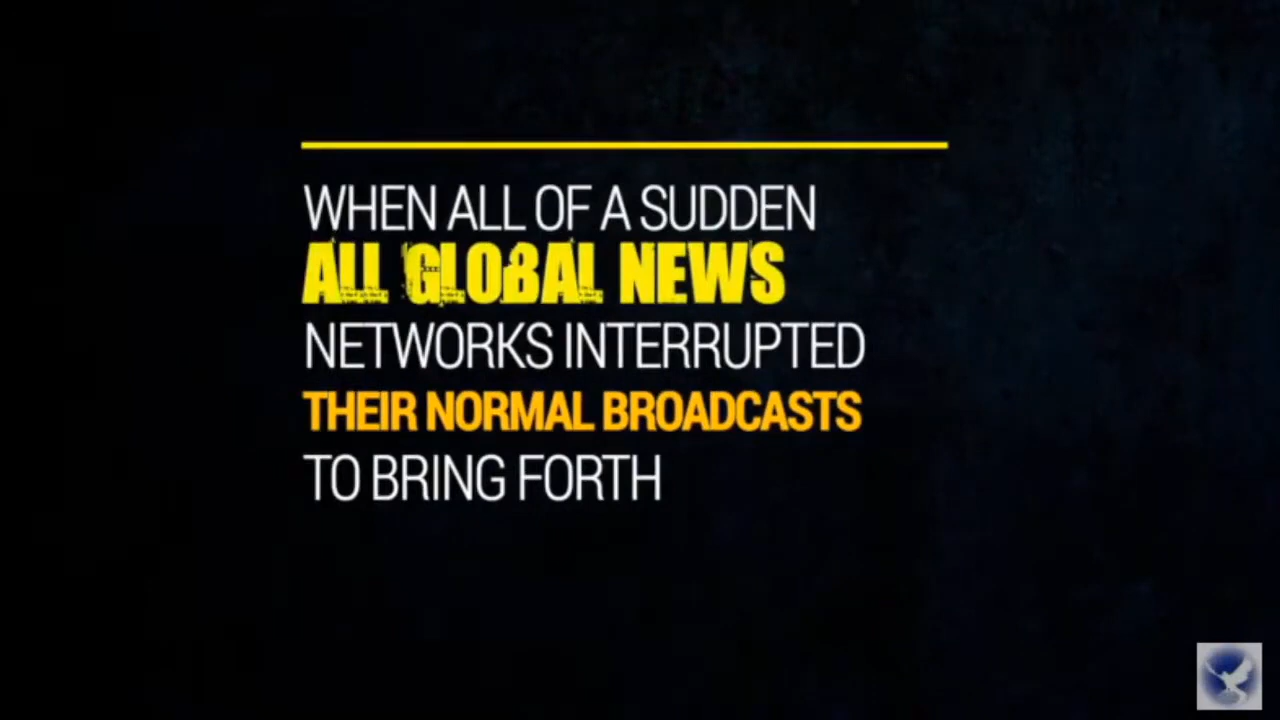 WHEN ALL OF A SUDDEN
ALL GLOBAL NEWS
NETWORKS INTERRUPTED
THEIR NORMAL BROADCASTS
TO BRING FORTH